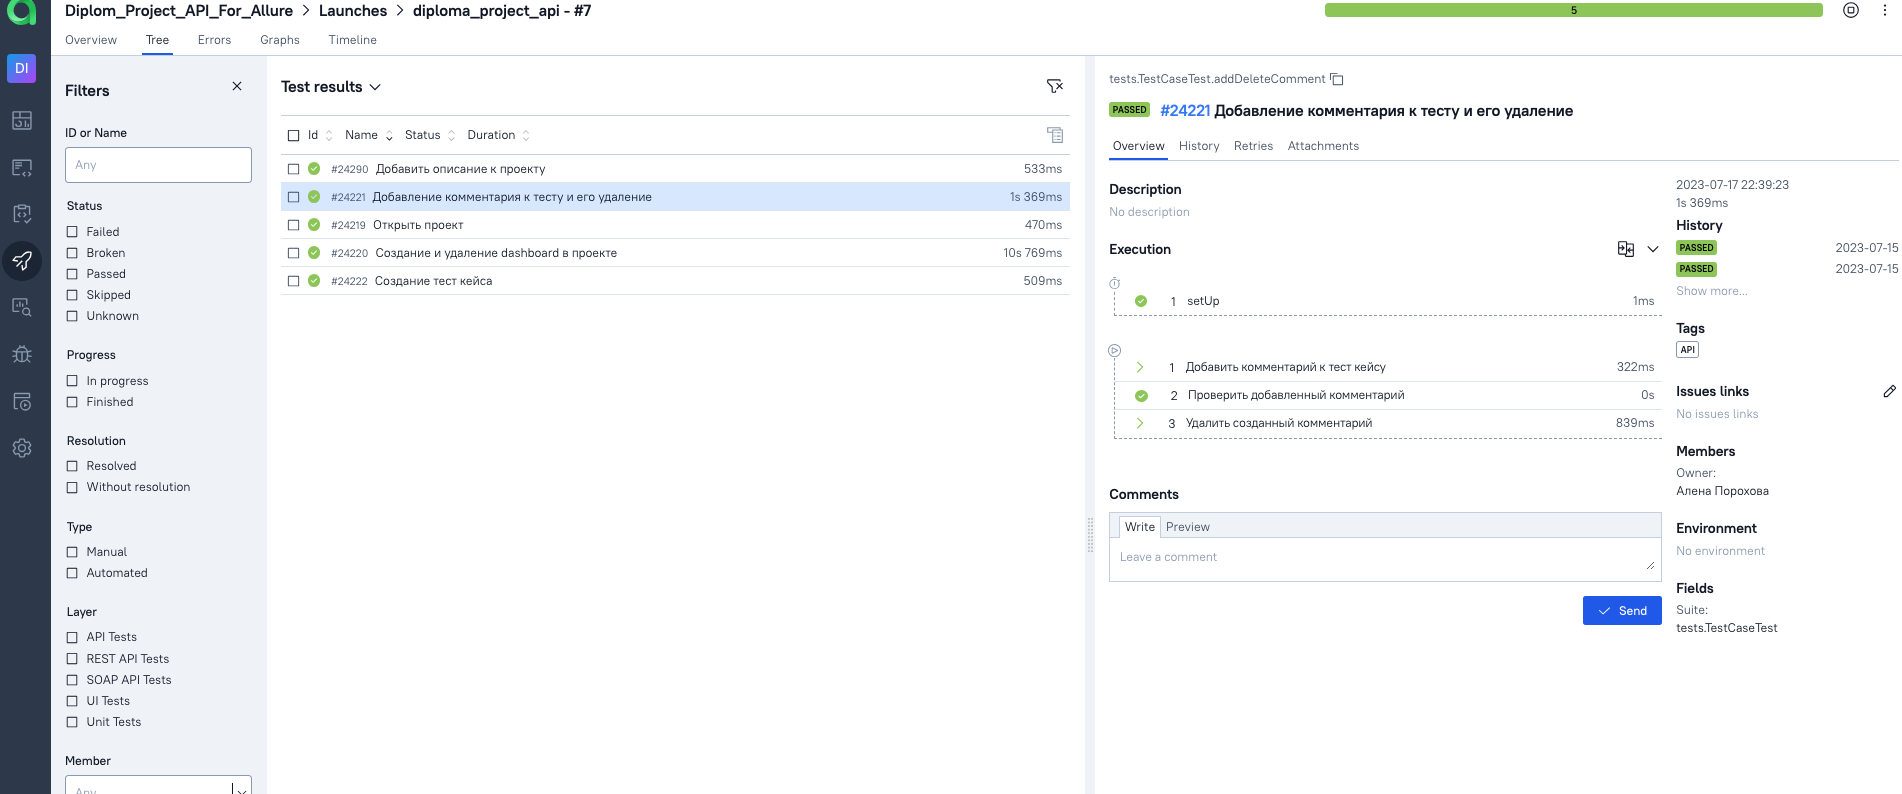 Diplom_Project_API_For_Allure > Launches > diploma_project_api - #7
5
Overview Tree Errors Graphs Timeline
DI
Filters
ID or Name
Any
Status
Failed
Broken
Passed
Skipped
Unknown
Progress
In progress
Finished
Resolution
Resolved
Without resolution
Type
Manual
Automated
Layer
API Tests
REST API Tests
SOAP API Tests
UI Tests
Unit Tests
Member
Any
Test results
Id Name Status Duration
#24290 Добавить описание к проекту 533ms
#24221 Добавление комментария к тесту и его удаление 1s 369ms
#24219 Открыть проект 470ms
#24220 Создание и удаление dashboard в проекте 10s 769ms
#24222 Создание тест кейса 509ms
tests.TestCaseTest.addDeleteComment
PASSED #24221 Добавление комментария к тесту и его удаление
Overview History Retries Attachments
Description
No description
Execution
1 setUp 1ms
1 Добавить комментарий к тест кейсу 322ms
2 Проверить добавленный комментарий 0s
3 Удалить созданный комментарий 839ms
Comments
Write Preview
Leave a comment
Send
2023-07-17 22:39:23
1s 369ms
History
PASSED 2023-07-15
PASSED 2023-07-15
Show more...
Tags
API
Issues links
No issues links
Members
Owner:
Алена Порохова
Environment
No environment
Fields
Suite:
tests.TestCaseTest